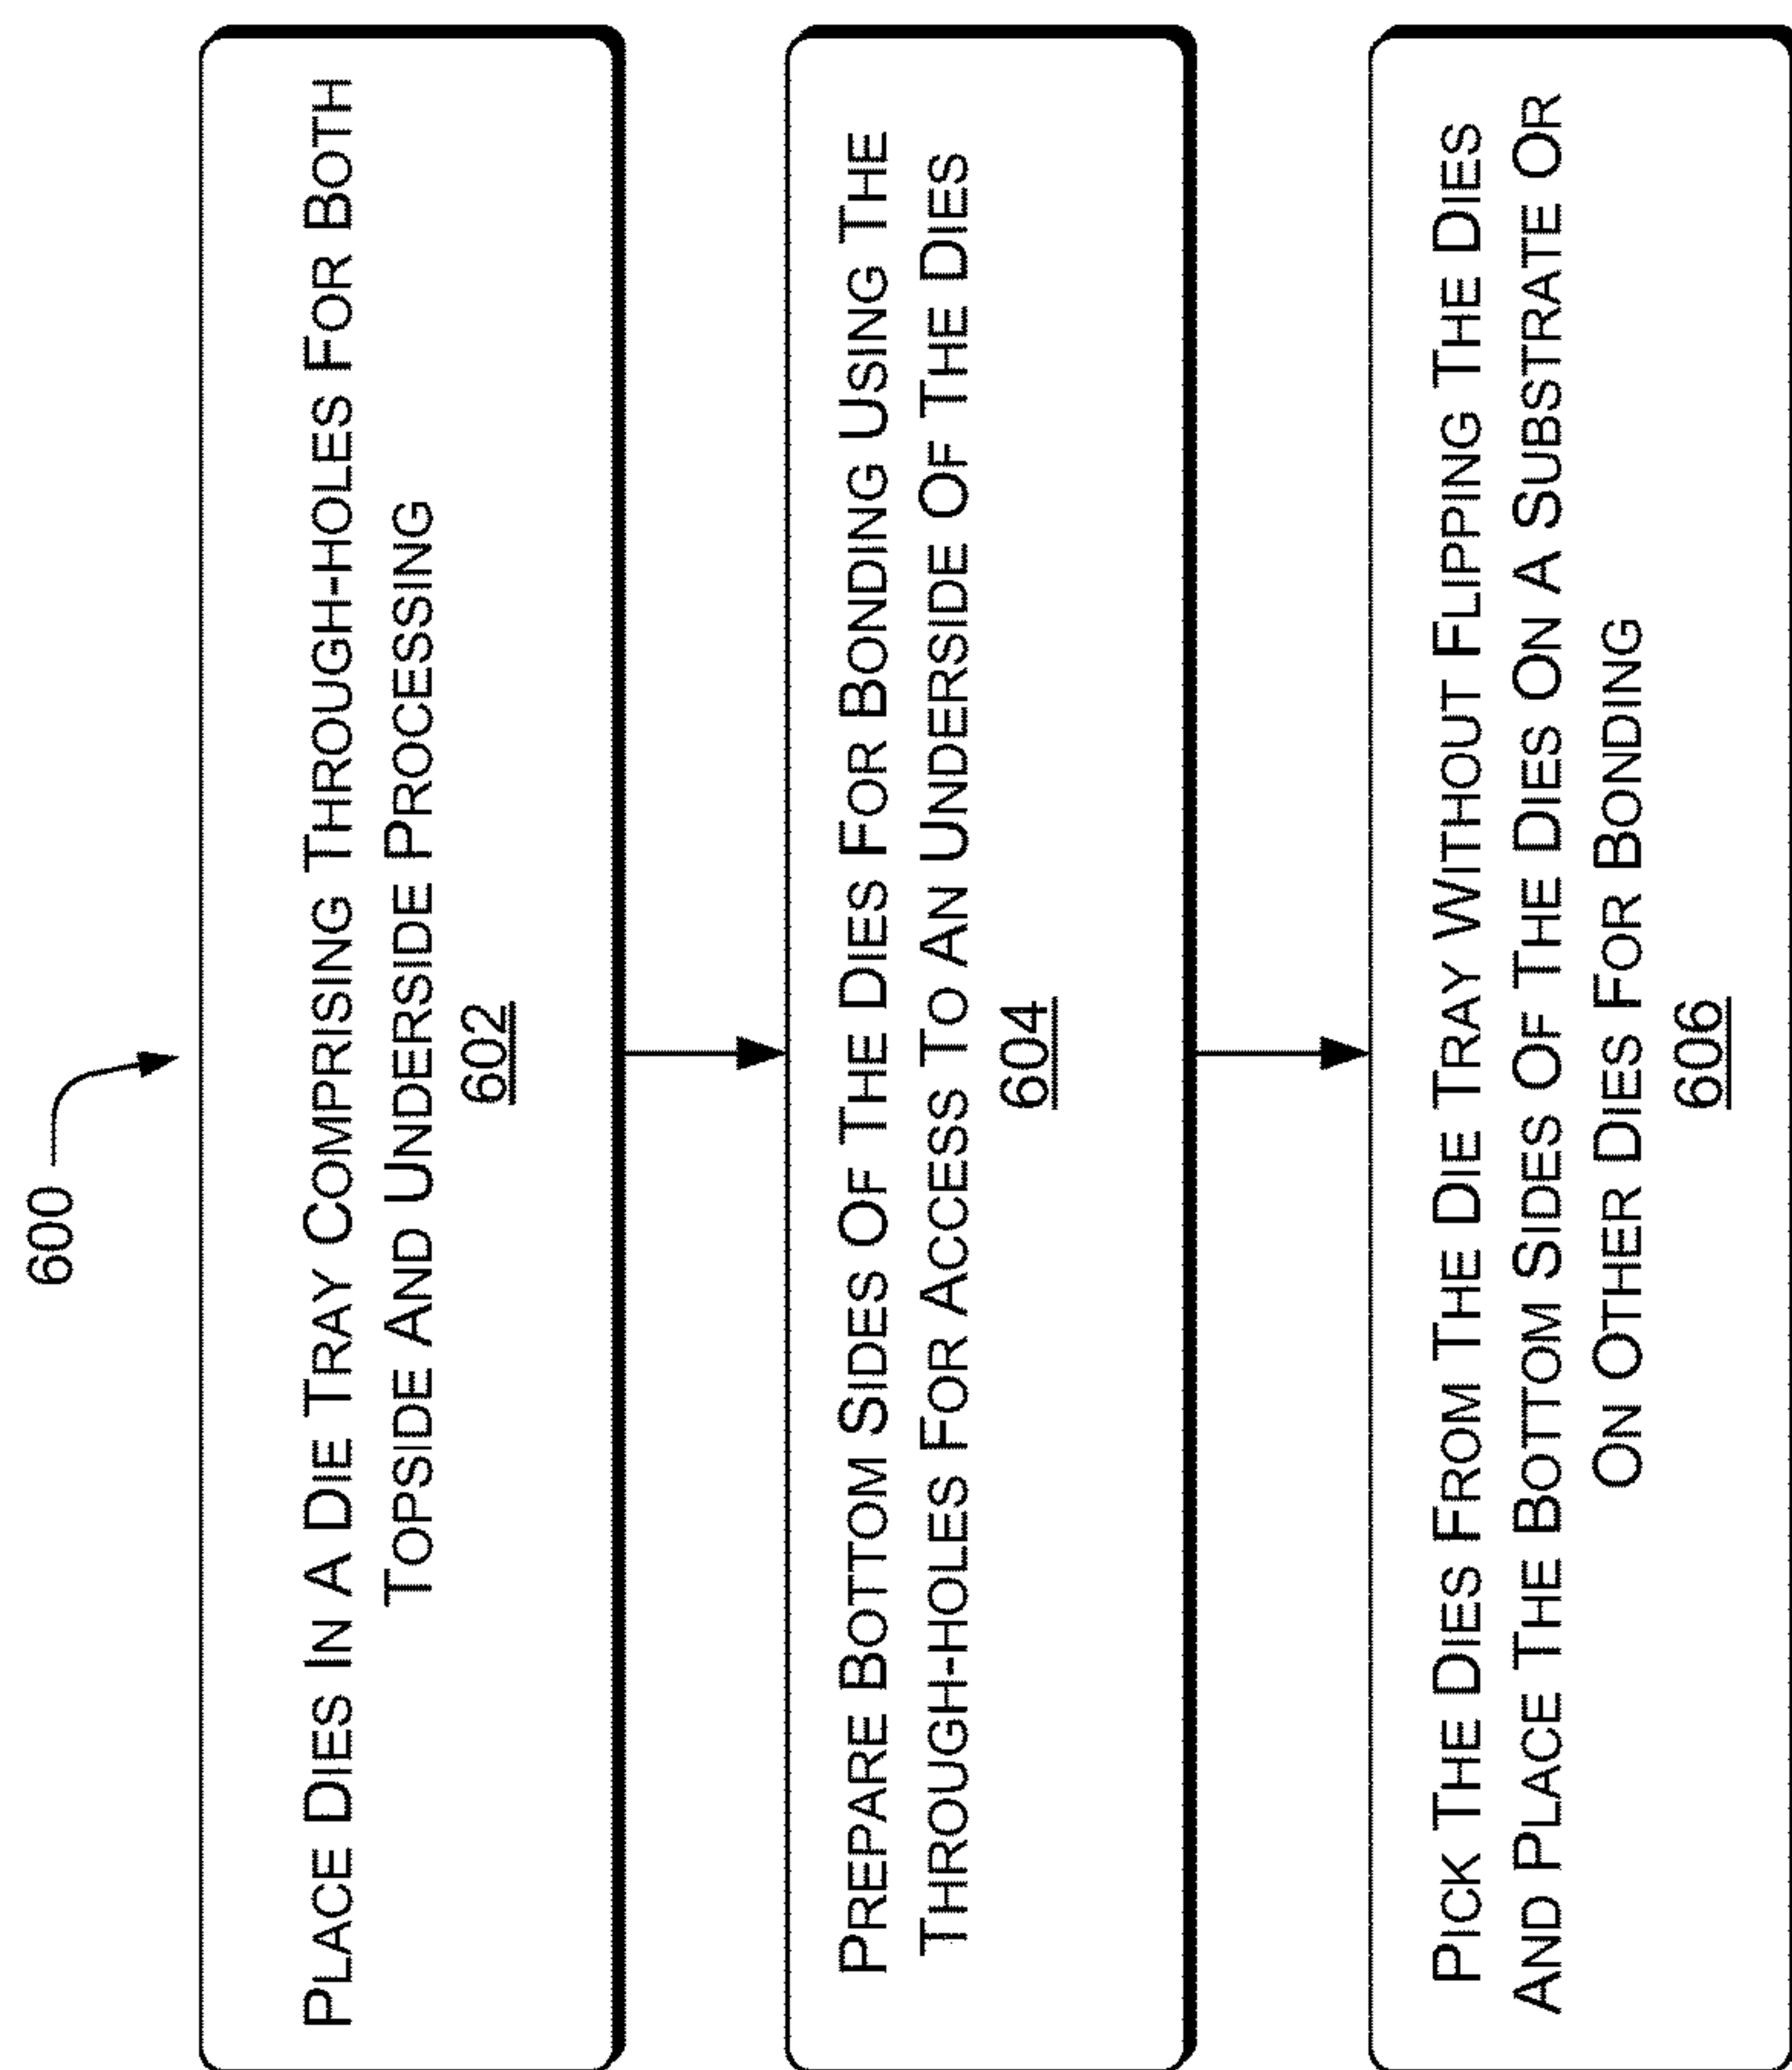 600
PLACE DIES IN A DIE TRAY COMPRISING THROUGH-HOLES FOR BOTH
TOPSIDE AND UNDERSIDE PROCESSING
602
PREPARE BOTTOM SIDES OF THE DIES FOR BONDING USING THE
THROUGH-HOLES FOR ACCESS TO AN UNDERSIDE OF THE DIES
604
PICK THE DIES FROM THE DIE TRAY WITHOUT FLIPPING THE DIES
AND PLACE THE BOTTOM SIDES OF THE DIES ON A SUBSTRATE OR
ON OTHER DIES FOR BONDING
606